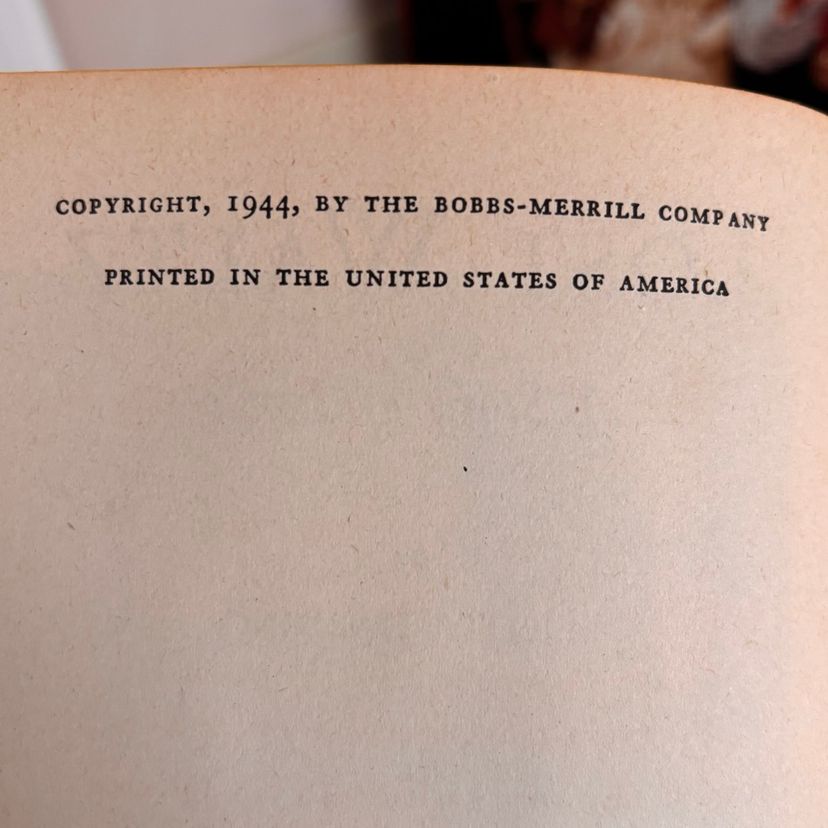 COPYRIGHT, 1944, BY THE BOBBS-MERRILL COMPANY
PRINTED IN THE UNITED STATES OF AMERICA